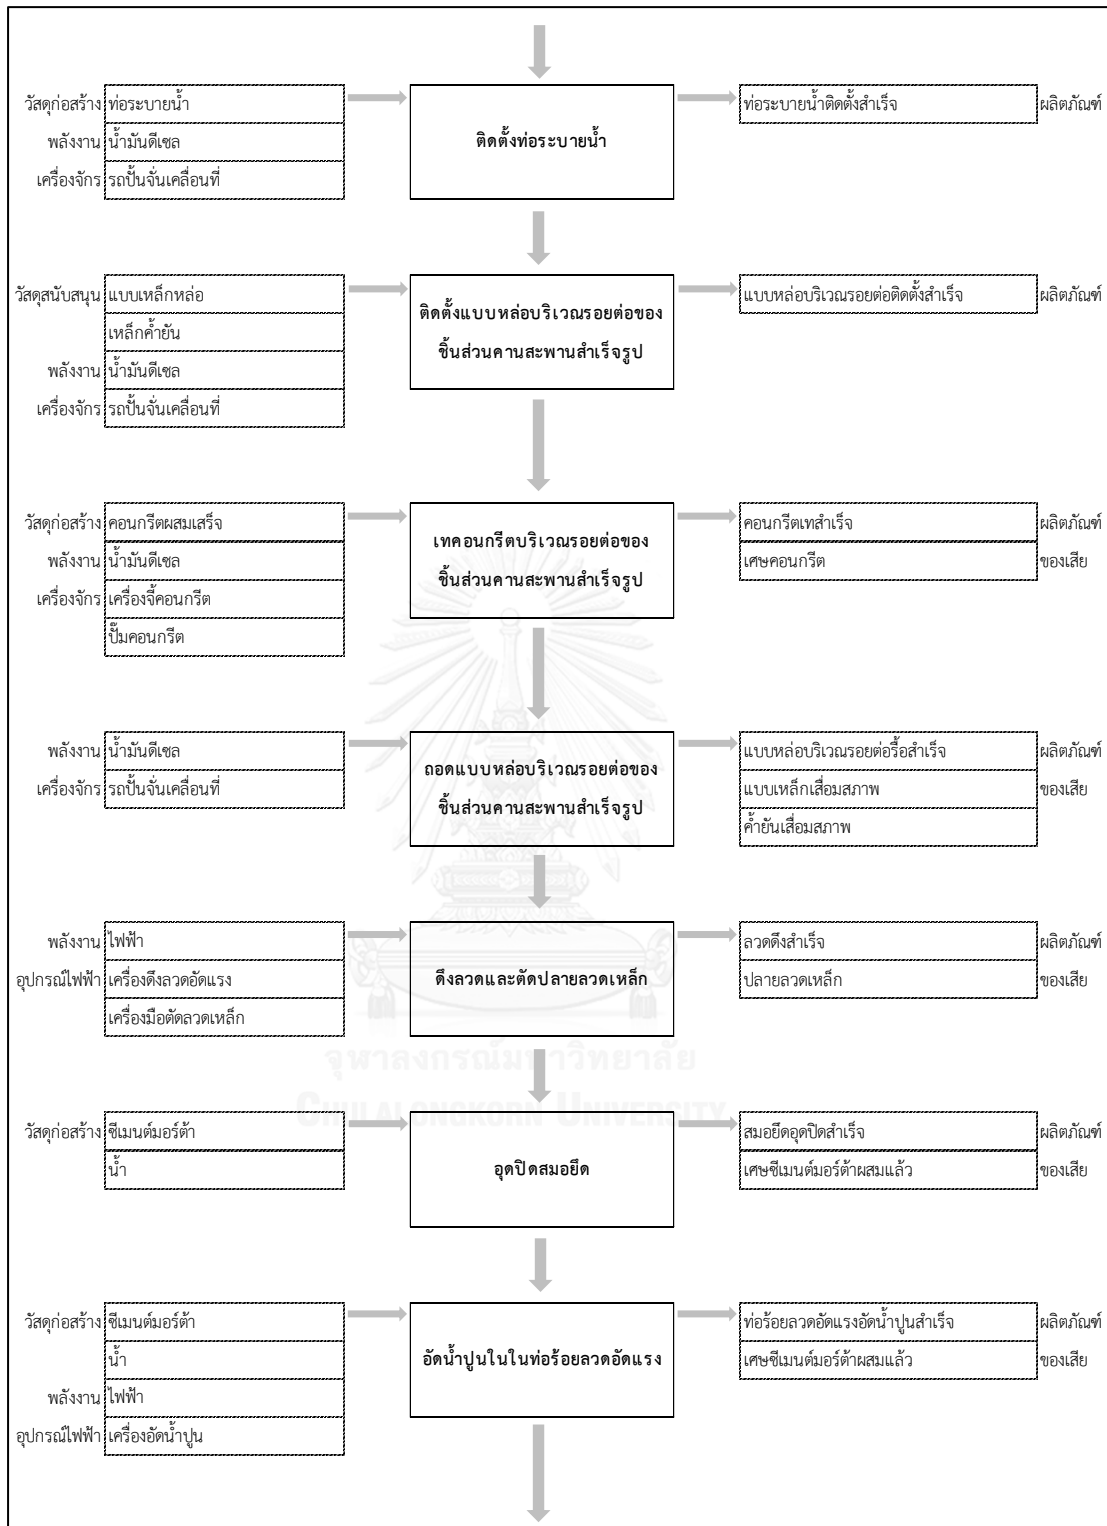 วัสดุก่อสร้าง ท่อระบายน้ำ ท่อระบายน้ำติดตั้งสำเร็จ ผลิตภัณฑ์
พลังงาน น้ำมันดีเซล ติดตั้งท่อระบายน้ำ
เครื่องจักร รถปั้นจั่นเคลื่อนที่
วัสดุสนับสนุน แบบเหล็กหล่อ แบบหล่อบริเวณรอยต่อติดตั้งสำเร็จ ผลิตภัณฑ์
ติดตั้งแบบหล่อบริเวณรอยต่อของ
เหล็กค้ำยัน
ชิ้นส่วนคานสะพานสำเร็จรูป
พลังงาน น้ำมันดีเซล
เครื่องจักร รถปั้นจั่นเคลื่อนที่
วัสดุก่อสร้าง คอนกรีตผสมเสร็จ คอนกรีตเทสำเร็จ ผลิตภัณฑ์
เทคอนกรีตบริเวณรอยต่อของ
พลังงาน น้ำมันดีเซล เศษคอนกรีต ของเสีย
ชิ้นส่วนคานสะพานสำเร็จรูป
เครื่องจักร เครื่องจี้คอนกรีต
ปั๊มคอนกรีต
พลังงาน น้ำมันดีเซล แบบหล่อบริเวณรอยต่อรื้อสำเร็จ ผลิตภัณฑ์
ถอดแบบหล่อบริเวณรอยต่อของ
เครื่องจักร รถปั้นจั่นเคลื่อนที่ แบบเหล็กเสื่อมสภาพ ของเสีย
ชิ้นส่วนคานสะพานสำเร็จรูป
ค้ำยันเสื่อมสภาพ
พลังงาน ไฟฟ้า ลวดดึงสำเร็จ ผลิตภัณฑ์
อุปกรณ์ไฟฟ้า เครื่องดึงลวดอัดแรง ดึงลวดและตัดปลายลวดเหล็ก ปลายลวดเหล็ก ของเสีย
เครื่องมือตัดลวดเหล็ก
จุฬาลงกรณ์มหาวิทยาลัย
CHULALONGKORN UNIVERSITY
วัสดุก่อสร้าง ซีเมนต์มอร์ต้า สมอยึดอุดปิดสำเร็จ ผลิตภัณฑ์
น้ำ อุดปิดสมอยึด เศษซีเมนต์มอร์ต้าผสมแล้ว ของเสีย
วัสดุก่อสร้าง ซีเมนต์มอร์ต้า ท่อร้อยลวดอัดแรงอัดน้ำปูนสำเร็จ ผลิตภัณฑ์
น้ำ อัดน้ำปูนในในท่อร้อยลวดอัดแรง เศษซีเมนต์มอร์ต้าผสมแล้ว ของเสีย
พลังงาน ไฟฟ้า
อุปกรณ์ไฟฟ้า เครื่องอัดน้ำปูน